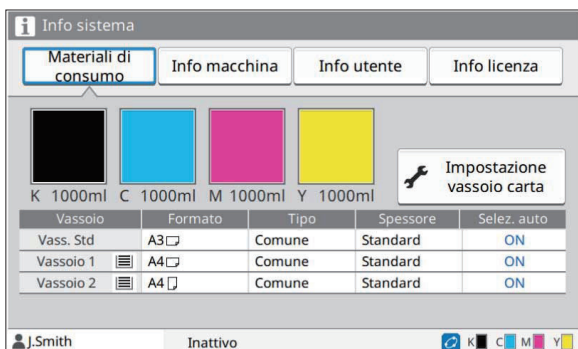 i Info sistema
Materiali di
consumo
Info macchina
Info utente
Info licenza
K 1000ml C 1000ml M 1000ml Y 1000ml
Impostazione
vassoio carta
Vassoio Formato Tipo Spessore Selez. auto
Vass. Std A3 Comune Standard ON
Vassoio 1 A4 Comune Standard ON
Vassoio 2 A4 Comune Standard ON
J.Smith Inattivo K C M Y